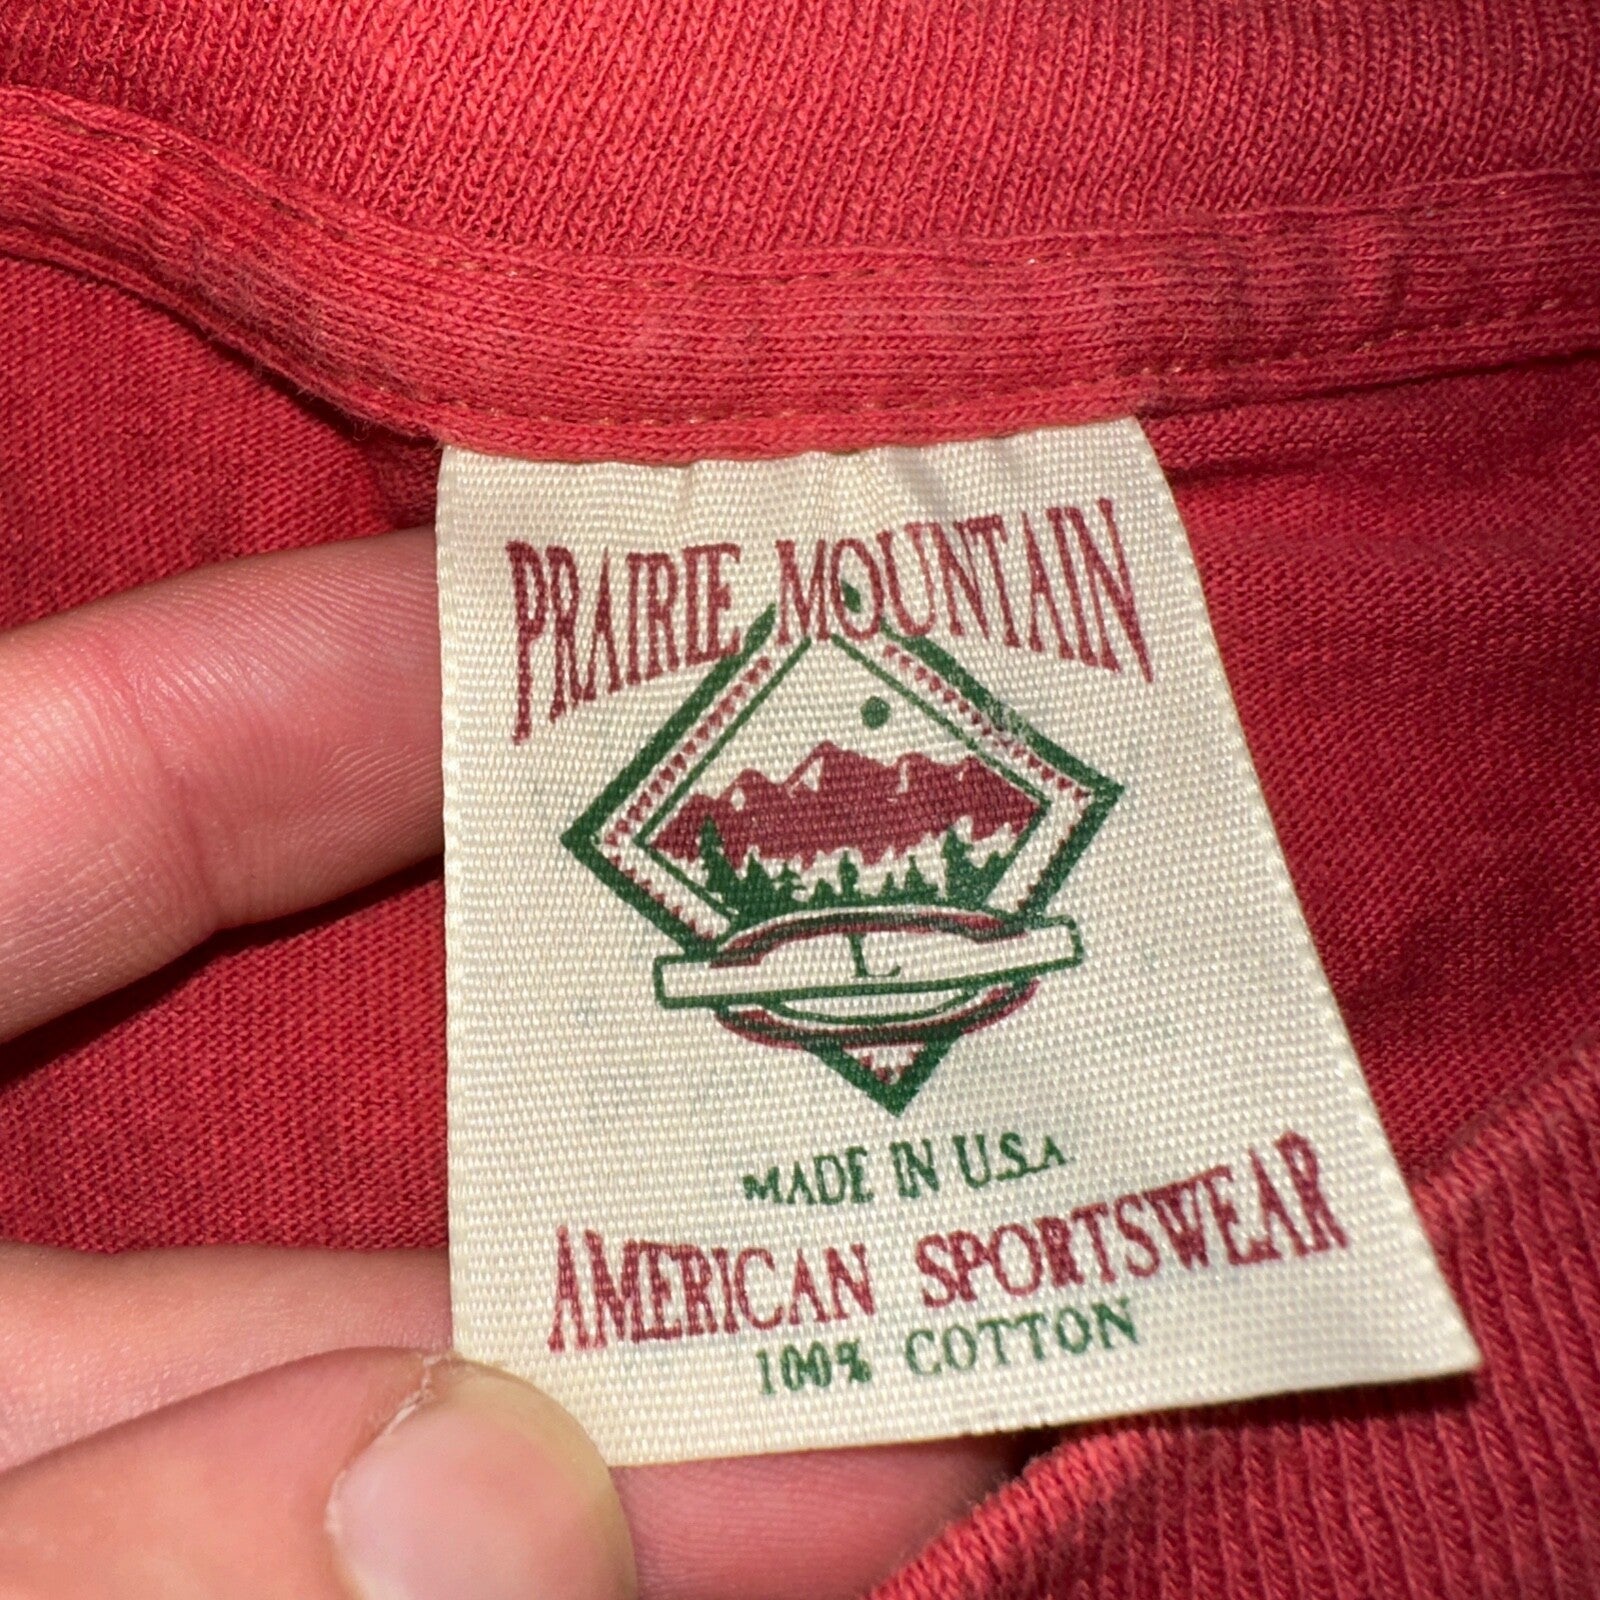 PRAIRIE MOUNTAIN
L
MADE IN U.S.A
AMERICAN SPORTSWEAR
100% COTTON